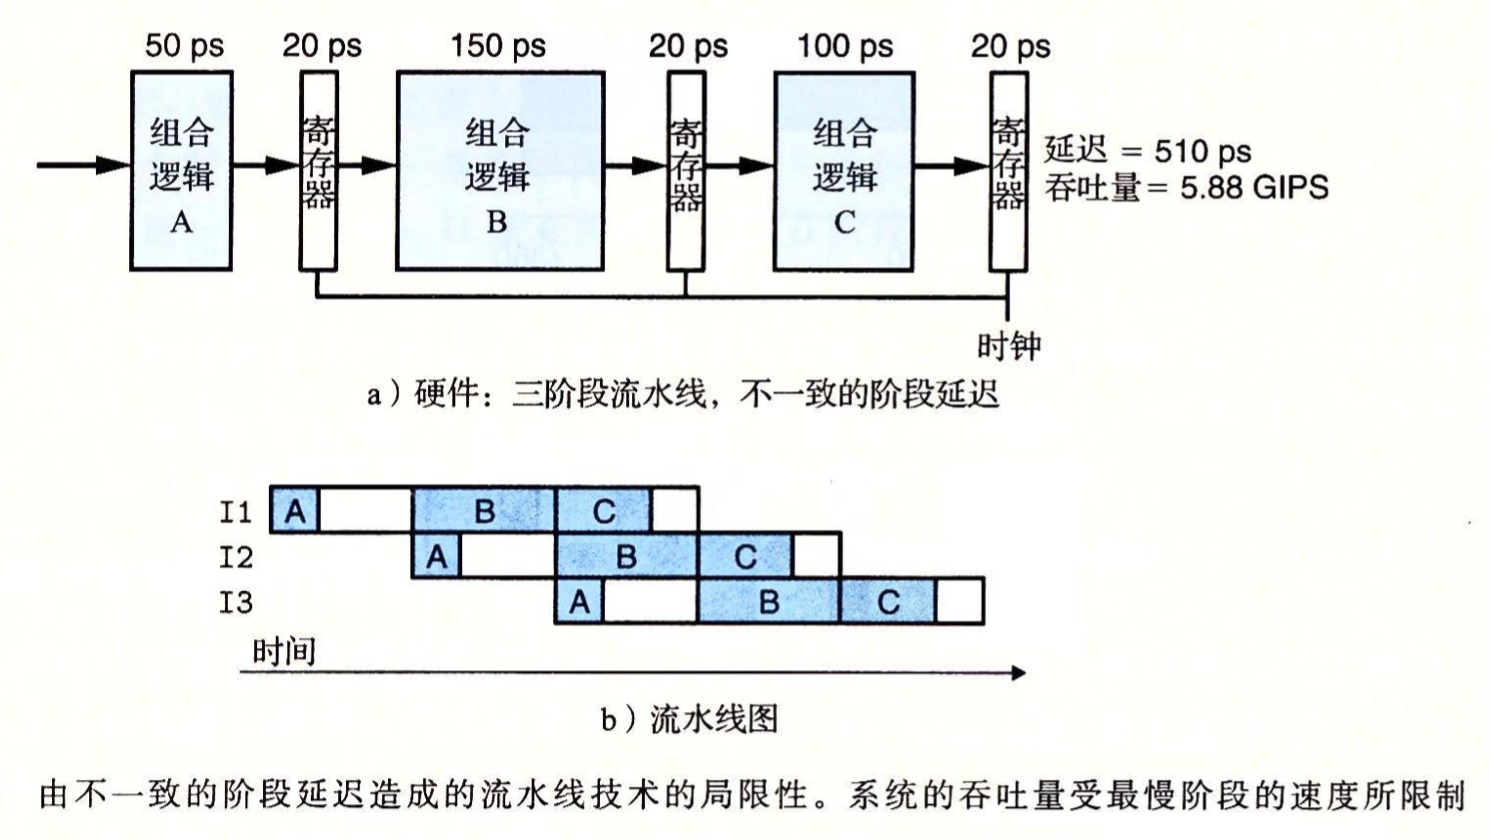 50 ps 20 ps 150 ps 20 ps 100 ps 20 ps
组合逻辑 A
寄存器
组合逻辑 B
寄存器
组合逻辑 C
寄存器
延迟 = 510 ps
吞吐量 = 5.88 GIPS
时钟
a）硬件：三阶段流水线，不一致的阶段延迟
I1 A B C
I2 A B C
I3 A B C
时间
b）流水线图
由不一致的阶段延迟造成的流水线技术的局限性。系统的吞吐量受最慢阶段的速度所限制